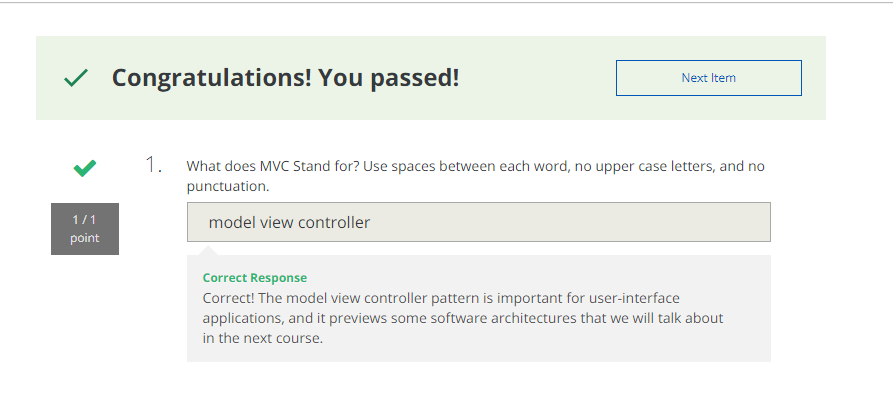 Congratulations! You passed!
Next Item
1.
What does MVC Stand for? Use spaces between each word, no upper case letters, and no
punctuation.
1 / 1
point
model view controller
Correct Response
Correct! The model view controller pattern is important for user-interface
applications, and it previews some software architectures that we will talk about
in the next course.